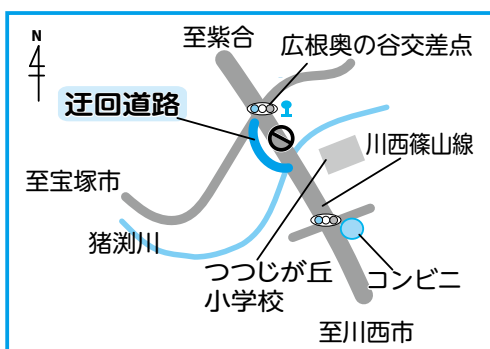 N
至紫合
広根奥の谷交差点
迂回道路
川西篠山線
至宝塚市
猪渕川
つつじが丘
小学校
コンビニ
至川西市